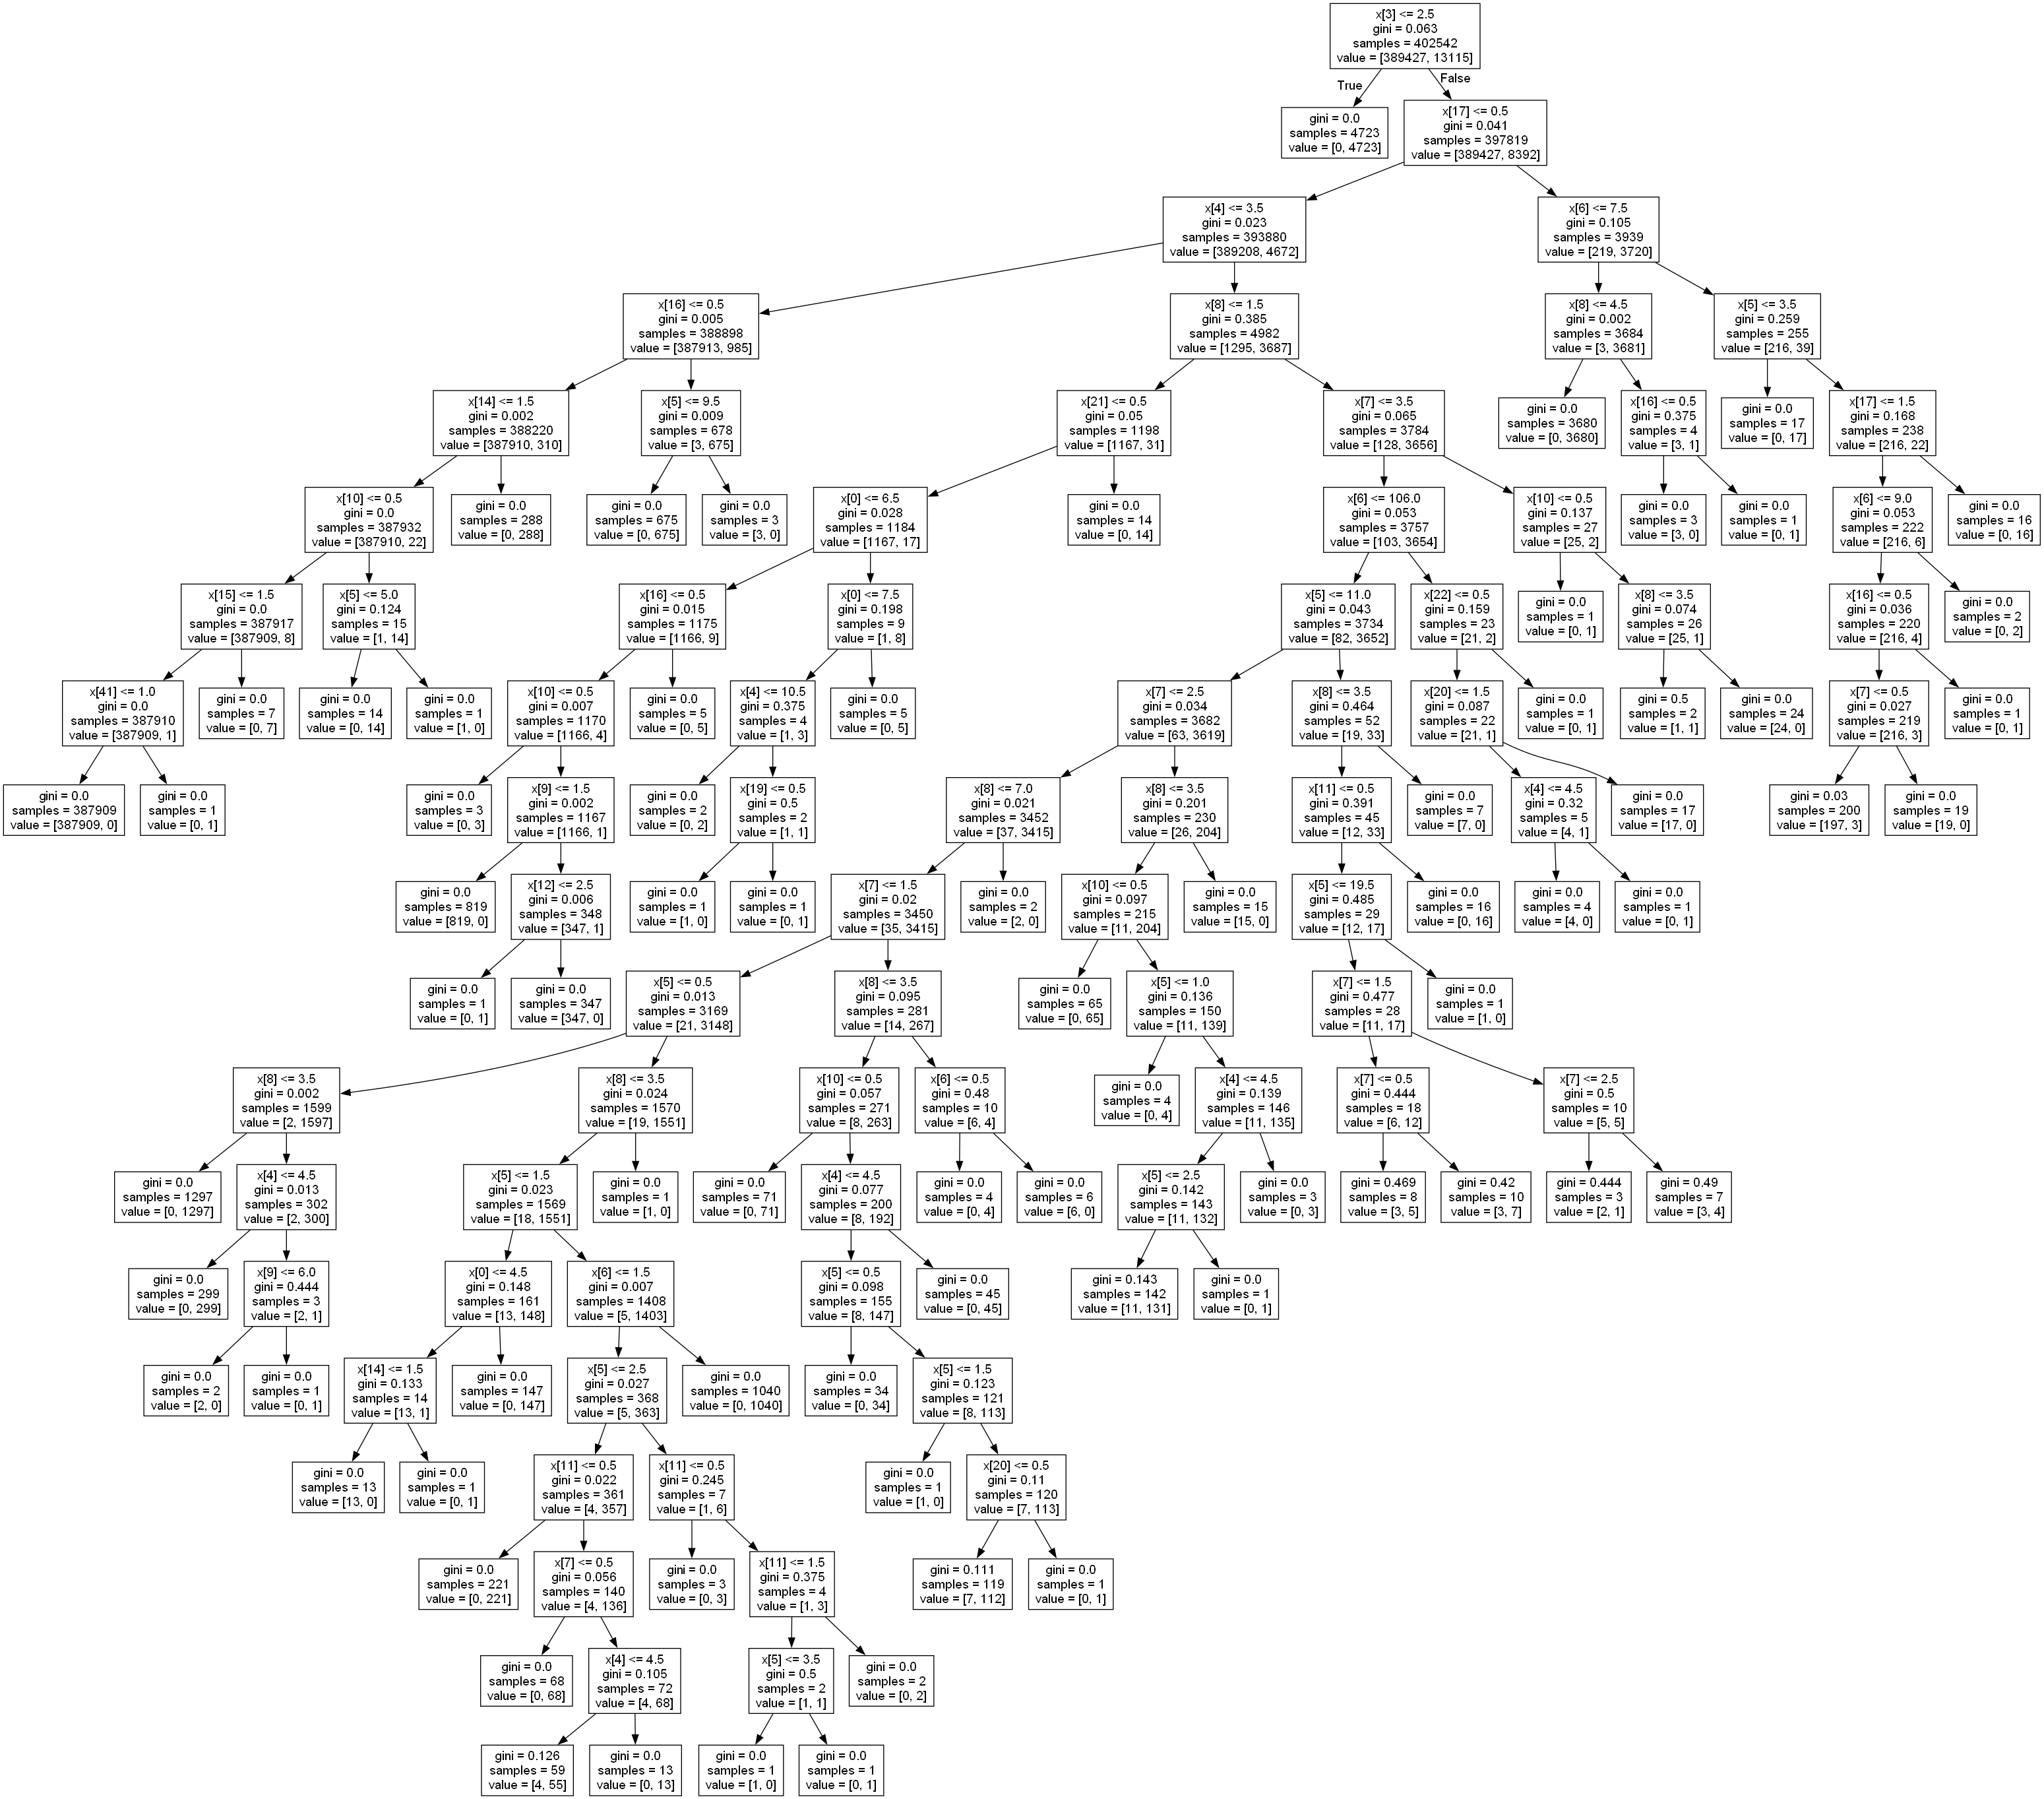 x[3] <= 2.5
gini = 0.063
samples = 402542
value = [389427, 13115]
True
False
gini = 0.0
samples = 4723
value = [0, 4723]
x[17] <= 0.5
gini = 0.041
samples = 397819
value = [389427, 8392]
x[4] <= 3.5
gini = 0.023
samples = 393880
value = [389208, 4672]
x[6] <= 7.5
gini = 0.105
samples = 3939
value = [219, 3720]
x[16] <= 0.5
gini = 0.005
samples = 388898
value = [387913, 985]
x[8] <= 1.5
gini = 0.385
samples = 4982
value = [1295, 3687]
x[8] <= 4.5
gini = 0.002
samples = 3684
value = [3, 3681]
x[5] <= 3.5
gini = 0.259
samples = 255
value = [216, 39]
x[14] <= 1.5
gini = 0.002
samples = 388220
value = [387910, 310]
x[5] <= 9.5
gini = 0.009
samples = 678
value = [3, 675]
x[21] <= 0.5
gini = 0.05
samples = 1198
value = [1167, 31]
x[7] <= 3.5
gini = 0.065
samples = 3784
value = [128, 3656]
gini = 0.0
samples = 3680
value = [0, 3680]
x[16] <= 0.5
gini = 0.375
samples = 4
value = [3, 1]
gini = 0.0
samples = 17
value = [0, 17]
x[17] <= 1.5
gini = 0.168
samples = 238
value = [216, 22]
x[10] <= 0.5
gini = 0.0
samples = 387932
value = [387910, 22]
gini = 0.0
samples = 288
value = [0, 288]
gini = 0.0
samples = 675
value = [0, 675]
gini = 0.0
samples = 3
value = [3, 0]
x[0] <= 6.5
gini = 0.028
samples = 1184
value = [1167, 17]
gini = 0.0
samples = 14
value = [0, 14]
x[6] <= 106.0
gini = 0.053
samples = 3757
value = [103, 3654]
x[10] <= 0.5
gini = 0.137
samples = 27
value = [25, 2]
gini = 0.0
samples = 3
value = [3, 0]
gini = 0.0
samples = 1
value = [0, 1]
x[6] <= 9.0
gini = 0.053
samples = 222
value = [216, 6]
gini = 0.0
samples = 16
value = [0, 16]
x[15] <= 1.5
gini = 0.0
samples = 387917
value = [387909, 8]
x[5] <= 5.0
gini = 0.124
samples = 15
value = [1, 14]
x[16] <= 0.5
gini = 0.015
samples = 1175
value = [1166, 9]
x[0] <= 7.5
gini = 0.198
samples = 9
value = [1, 8]
x[5] <= 11.0
gini = 0.043
samples = 3734
value = [82, 3652]
x[22] <= 0.5
gini = 0.159
samples = 23
value = [21, 2]
gini = 0.0
samples = 1
value = [0, 1]
x[8] <= 3.5
gini = 0.074
samples = 26
value = [25, 1]
x[16] <= 0.5
gini = 0.036
samples = 220
value = [216, 4]
gini = 0.0
samples = 2
value = [0, 2]
x[41] <= 1.0
gini = 0.0
samples = 387910
value = [387909, 1]
gini = 0.0
samples = 7
value = [0, 7]
gini = 0.0
samples = 14
value = [0, 14]
gini = 0.0
samples = 1
value = [1, 0]
x[10] <= 0.5
gini = 0.007
samples = 1170
value = [1166, 4]
gini = 0.0
samples = 5
value = [0, 5]
x[4] <= 10.5
gini = 0.375
samples = 4
value = [1, 3]
gini = 0.0
samples = 5
value = [0, 5]
x[7] <= 2.5
gini = 0.034
samples = 3682
value = [63, 3619]
x[8] <= 3.5
gini = 0.464
samples = 52
value = [19, 33]
x[20] <= 1.5
gini = 0.087
samples = 22
value = [21, 1]
gini = 0.0
samples = 1
value = [0, 1]
gini = 0.5
samples = 2
value = [1, 1]
gini = 0.0
samples = 24
value = [24, 0]
x[7] <= 0.5
gini = 0.027
samples = 219
value = [216, 3]
gini = 0.0
samples = 1
value = [0, 1]
gini = 0.0
samples = 387909
value = [387909, 0]
gini = 0.0
samples = 1
value = [0, 1]
gini = 0.0
samples = 3
value = [0, 3]
x[9] <= 1.5
gini = 0.002
samples = 1167
value = [1166, 1]
gini = 0.0
samples = 2
value = [0, 2]
x[19] <= 0.5
gini = 0.5
samples = 2
value = [1, 1]
x[8] <= 7.0
gini = 0.021
samples = 3452
value = [37, 3415]
x[8] <= 3.5
gini = 0.201
samples = 230
value = [26, 204]
x[11] <= 0.5
gini = 0.391
samples = 45
value = [12, 33]
gini = 0.0
samples = 7
value = [7, 0]
x[4] <= 4.5
gini = 0.32
samples = 5
value = [4, 1]
gini = 0.0
samples = 17
value = [17, 0]
gini = 0.03
samples = 200
value = [197, 3]
gini = 0.0
samples = 19
value = [19, 0]
gini = 0.0
samples = 819
value = [819, 0]
x[12] <= 2.5
gini = 0.006
samples = 348
value = [347, 1]
gini = 0.0
samples = 1
value = [1, 0]
gini = 0.0
samples = 1
value = [0, 1]
x[7] <= 1.5
gini = 0.02
samples = 3450
value = [35, 3415]
gini = 0.0
samples = 2
value = [2, 0]
x[10] <= 0.5
gini = 0.097
samples = 215
value = [11, 204]
gini = 0.0
samples = 15
value = [15, 0]
x[5] <= 19.5
gini = 0.485
samples = 29
value = [12, 17]
gini = 0.0
samples = 16
value = [0, 16]
gini = 0.0
samples = 4
value = [4, 0]
gini = 0.0
samples = 1
value = [0, 1]
gini = 0.0
samples = 1
value = [0, 1]
gini = 0.0
samples = 347
value = [347, 0]
x[5] <= 0.5
gini = 0.013
samples = 3169
value = [21, 3148]
x[8] <= 3.5
gini = 0.095
samples = 281
value = [14, 267]
gini = 0.0
samples = 65
value = [0, 65]
x[5] <= 1.0
gini = 0.136
samples = 150
value = [11, 139]
x[7] <= 1.5
gini = 0.477
samples = 28
value = [11, 17]
gini = 0.0
samples = 1
value = [1, 0]
x[8] <= 3.5
gini = 0.002
samples = 1599
value = [2, 1597]
x[8] <= 3.5
gini = 0.024
samples = 1570
value = [19, 1551]
x[10] <= 0.5
gini = 0.057
samples = 271
value = [8, 263]
x[6] <= 0.5
gini = 0.48
samples = 10
value = [6, 4]
gini = 0.0
samples = 4
value = [0, 4]
x[4] <= 4.5
gini = 0.139
samples = 146
value = [11, 135]
x[7] <= 0.5
gini = 0.444
samples = 18
value = [6, 12]
x[7] <= 2.5
gini = 0.5
samples = 10
value = [5, 5]
gini = 0.0
samples = 1297
value = [0, 1297]
x[4] <= 4.5
gini = 0.013
samples = 302
value = [2, 300]
x[5] <= 1.5
gini = 0.023
samples = 1569
value = [18, 1551]
gini = 0.0
samples = 1
value = [1, 0]
gini = 0.0
samples = 71
value = [0, 71]
x[4] <= 4.5
gini = 0.077
samples = 200
value = [8, 192]
gini = 0.0
samples = 4
value = [0, 4]
gini = 0.0
samples = 6
value = [6, 0]
x[5] <= 2.5
gini = 0.142
samples = 143
value = [11, 132]
gini = 0.0
samples = 3
value = [0, 3]
gini = 0.469
samples = 8
value = [3, 5]
gini = 0.42
samples = 10
value = [3, 7]
gini = 0.444
samples = 3
value = [2, 1]
gini = 0.49
samples = 7
value = [3, 4]
gini = 0.0
samples = 299
value = [0, 299]
x[9] <= 6.0
gini = 0.444
samples = 3
value = [2, 1]
x[0] <= 4.5
gini = 0.148
samples = 161
value = [13, 148]
x[6] <= 1.5
gini = 0.007
samples = 1408
value = [5, 1403]
x[5] <= 0.5
gini = 0.098
samples = 155
value = [8, 147]
gini = 0.0
samples = 45
value = [0, 45]
gini = 0.143
samples = 142
value = [11, 131]
gini = 0.0
samples = 1
value = [0, 1]
gini = 0.0
samples = 2
value = [2, 0]
gini = 0.0
samples = 1
value = [0, 1]
x[14] <= 1.5
gini = 0.133
samples = 14
value = [13, 1]
gini = 0.0
samples = 147
value = [0, 147]
x[5] <= 2.5
gini = 0.027
samples = 368
value = [5, 363]
gini = 0.0
samples = 1040
value = [0, 1040]
gini = 0.0
samples = 34
value = [0, 34]
x[5] <= 1.5
gini = 0.123
samples = 121
value = [8, 113]
gini = 0.0
samples = 13
value = [13, 0]
gini = 0.0
samples = 1
value = [0, 1]
x[11] <= 0.5
gini = 0.022
samples = 361
value = [4, 357]
x[11] <= 0.5
gini = 0.245
samples = 7
value = [1, 6]
gini = 0.0
samples = 1
value = [1, 0]
x[20] <= 0.5
gini = 0.11
samples = 120
value = [7, 113]
gini = 0.0
samples = 221
value = [0, 221]
x[7] <= 0.5
gini = 0.056
samples = 140
value = [4, 136]
gini = 0.0
samples = 3
value = [0, 3]
x[11] <= 1.5
gini = 0.375
samples = 4
value = [1, 3]
gini = 0.111
samples = 119
value = [7, 112]
gini = 0.0
samples = 1
value = [0, 1]
gini = 0.0
samples = 68
value = [0, 68]
x[4] <= 4.5
gini = 0.105
samples = 72
value = [4, 68]
x[5] <= 3.5
gini = 0.5
samples = 2
value = [1, 1]
gini = 0.0
samples = 2
value = [0, 2]
gini = 0.126
samples = 59
value = [4, 55]
gini = 0.0
samples = 13
value = [0, 13]
gini = 0.0
samples = 1
value = [1, 0]
gini = 0.0
samples = 1
value = [0, 1]